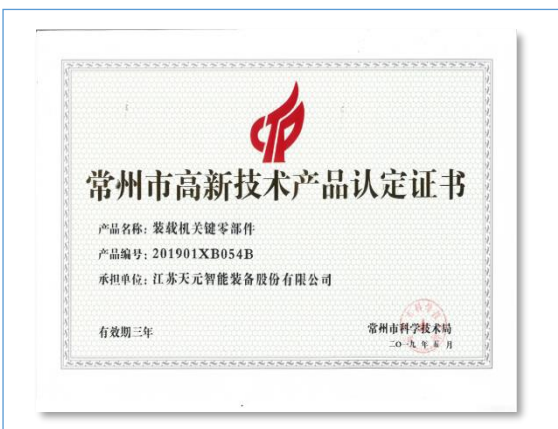 常州市高新技术产品认定证书
产品名称：装载机关键零部件
产品编号：201901XB054B
承担单位：江苏天元智能装备股份有限公司
有效期三年
常州市科学技术局
二〇一九年五月